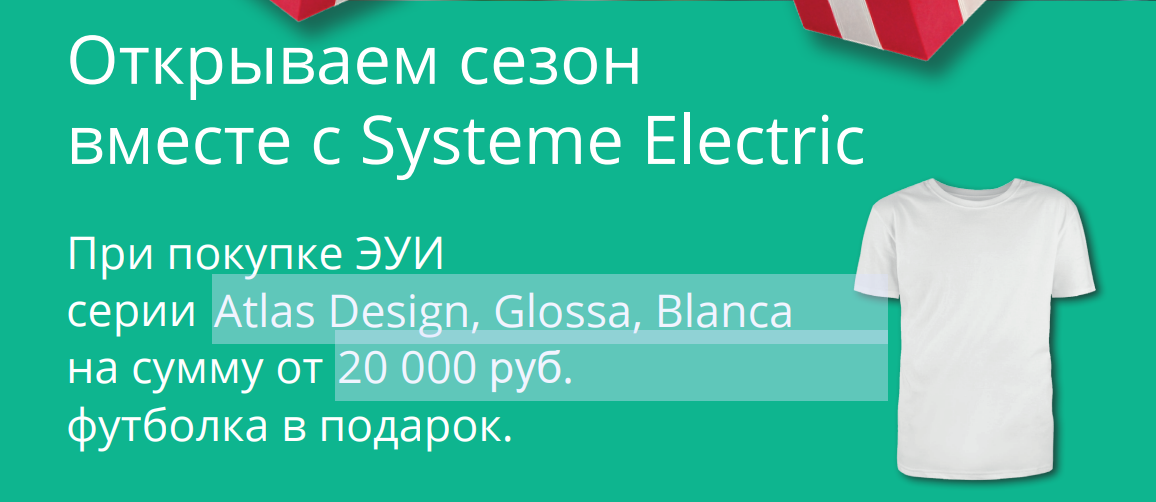 Открываем сезон
вместе с Systeme Electric
При покупке ЭУИ
серии Atlas Design, Glossa, Blanca
на сумму от 20 000 руб.
футболка в подарок.